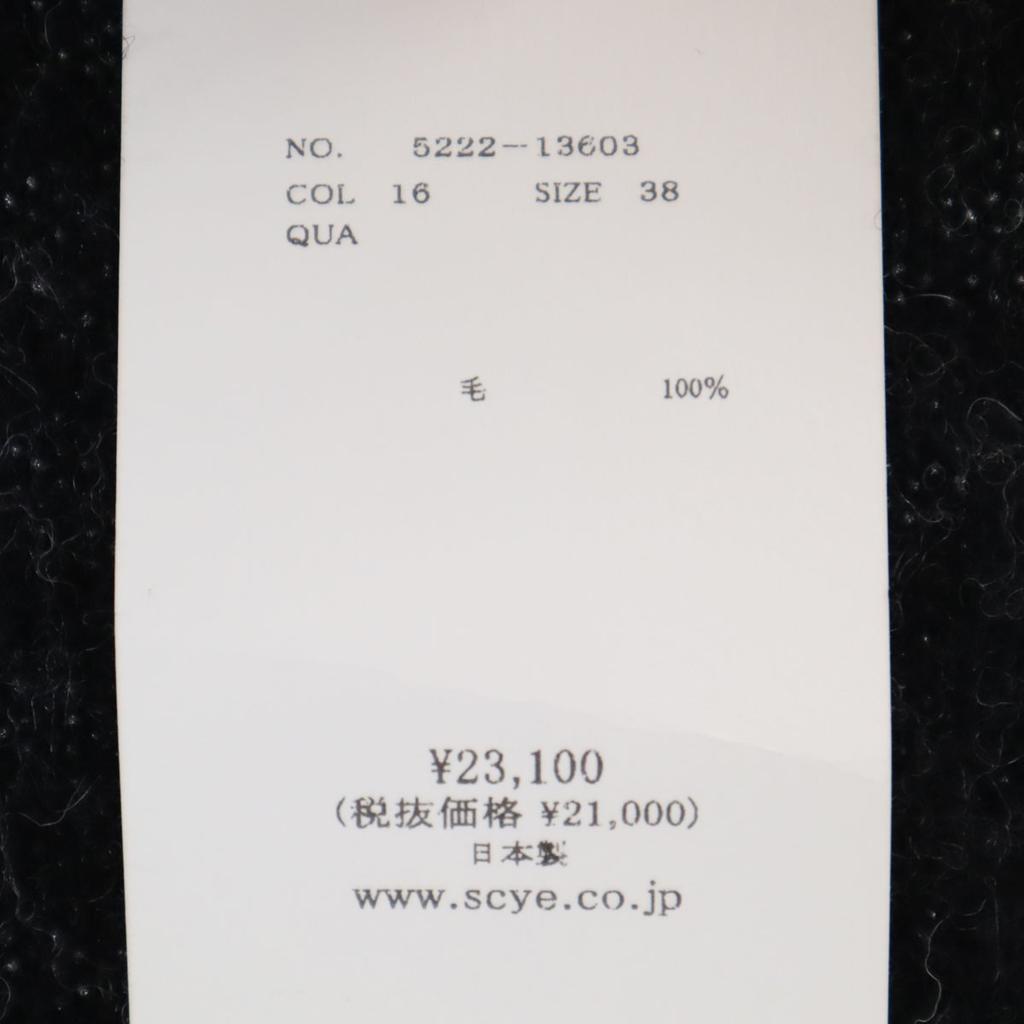 NO. 5222-13603
COL 16 SIZE 38
QUA
毛 100%
¥23,100
(税抜価格 ¥21,000)
日本製
www.scye.co.jp